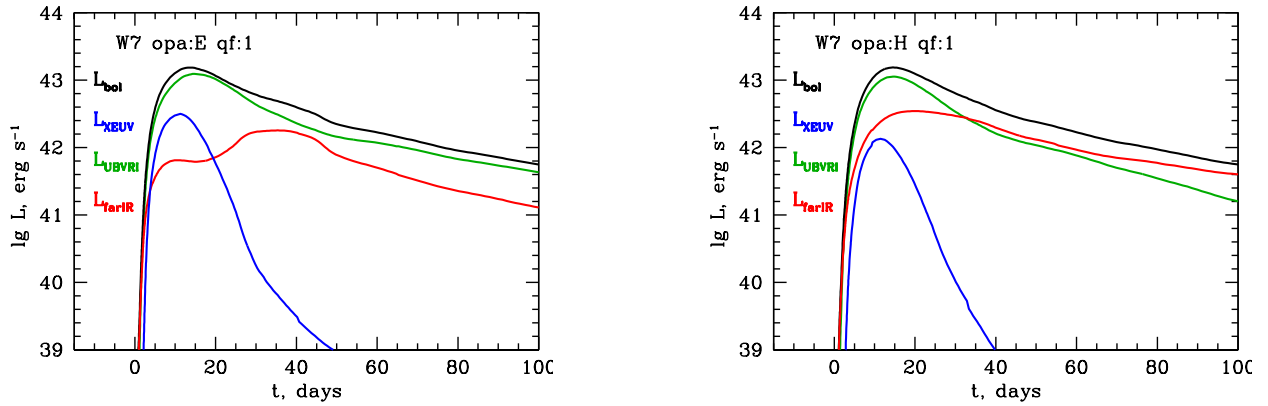 W7 opa:E qf:1
L_bol
L_XEUV
L_UBVRI
L_farIR
lg L, erg s⁻¹
44
43
42
41
40
39
0 20 40 60 80 100
t, days
W7 opa:H qf:1
L_bol
L_XEUV
L_UBVRI
L_farIR
lg L, erg s⁻¹
44
43
42
41
40
39
0 20 40 60 80 100
t, days